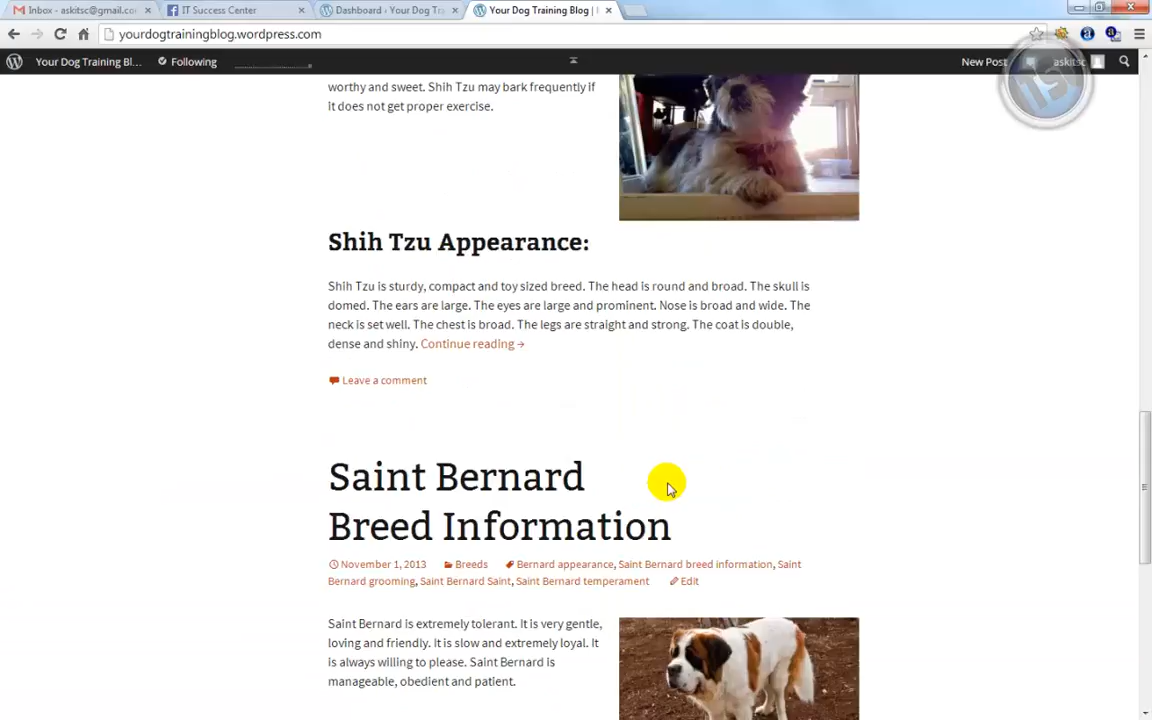 Inbox - askitsc@gmail.co
IT Success Center
Dashboard ‹ Your Dog Tra
Your Dog Training Blog |
yourdogtrainingblog.wordpress.com
Your Dog Training Bl...
Following
New Post
askitsc
worthy and sweet. Shih Tzu may bark frequently if
it does not get proper exercise.
Shih Tzu Appearance:
Shih Tzu is sturdy, compact and toy sized breed. The head is round and broad. The skull is
domed. The ears are large. The eyes are large and prominent. Nose is broad and wide. The
neck is set well. The chest is broad. The legs are straight and strong. The coat is double,
dense and shiny. Continue reading →
Leave a comment
Saint Bernard
Breed Information
November 1, 2013 Breeds Bernard appearance, Saint Bernard breed information, Saint
Bernard grooming, Saint Bernard Saint, Saint Bernard temperament Edit
Saint Bernard is extremely tolerant. It is very gentle,
loving and friendly. It is slow and extremely loyal. It
is always willing to please. Saint Bernard is
manageable, obedient and patient.